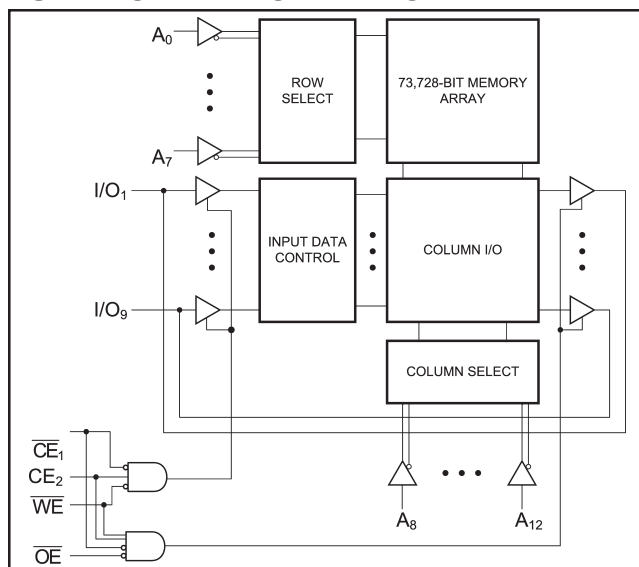 A0
ROW
SELECT
73,728-BIT MEMORY
ARRAY
A7
I/O1
INPUT DATA
CONTROL
COLUMN I/O
I/O9
COLUMN SELECT
CE1
CE2
WE
OE
A8
A12